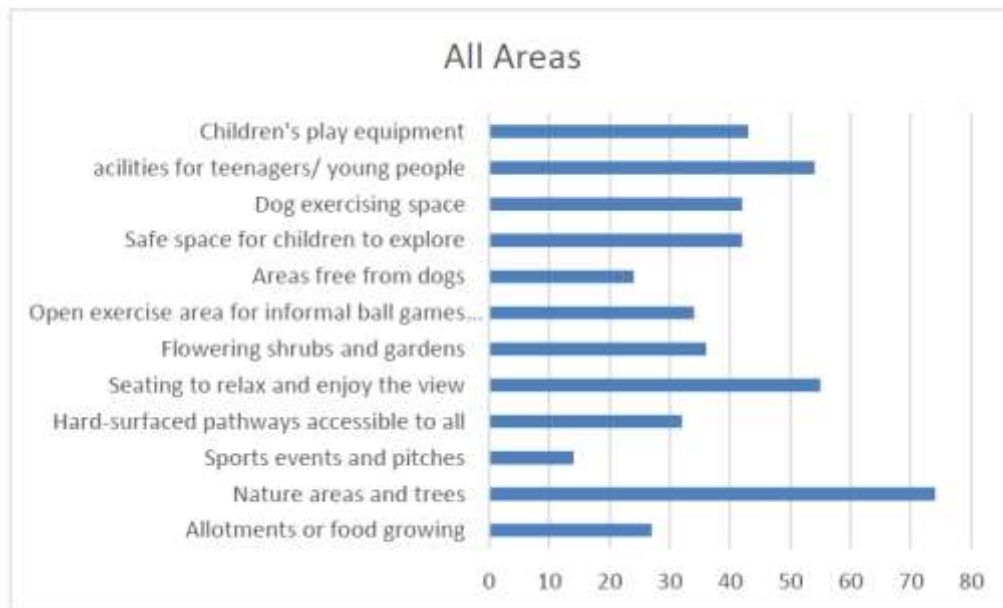 All Areas
Children's play equipment
acilities for teenagers/ young people
Dog exercising space
Safe space for children to explore
Areas free from dogs
Open exercise area for informal ball games...
Flowering shrubs and gardens
Seating to relax and enjoy the view
Hard-surfaced pathways accessible to all
Sports events and pitches
Nature areas and trees
Allotments or food growing
0 10 20 30 40 50 60 70 80